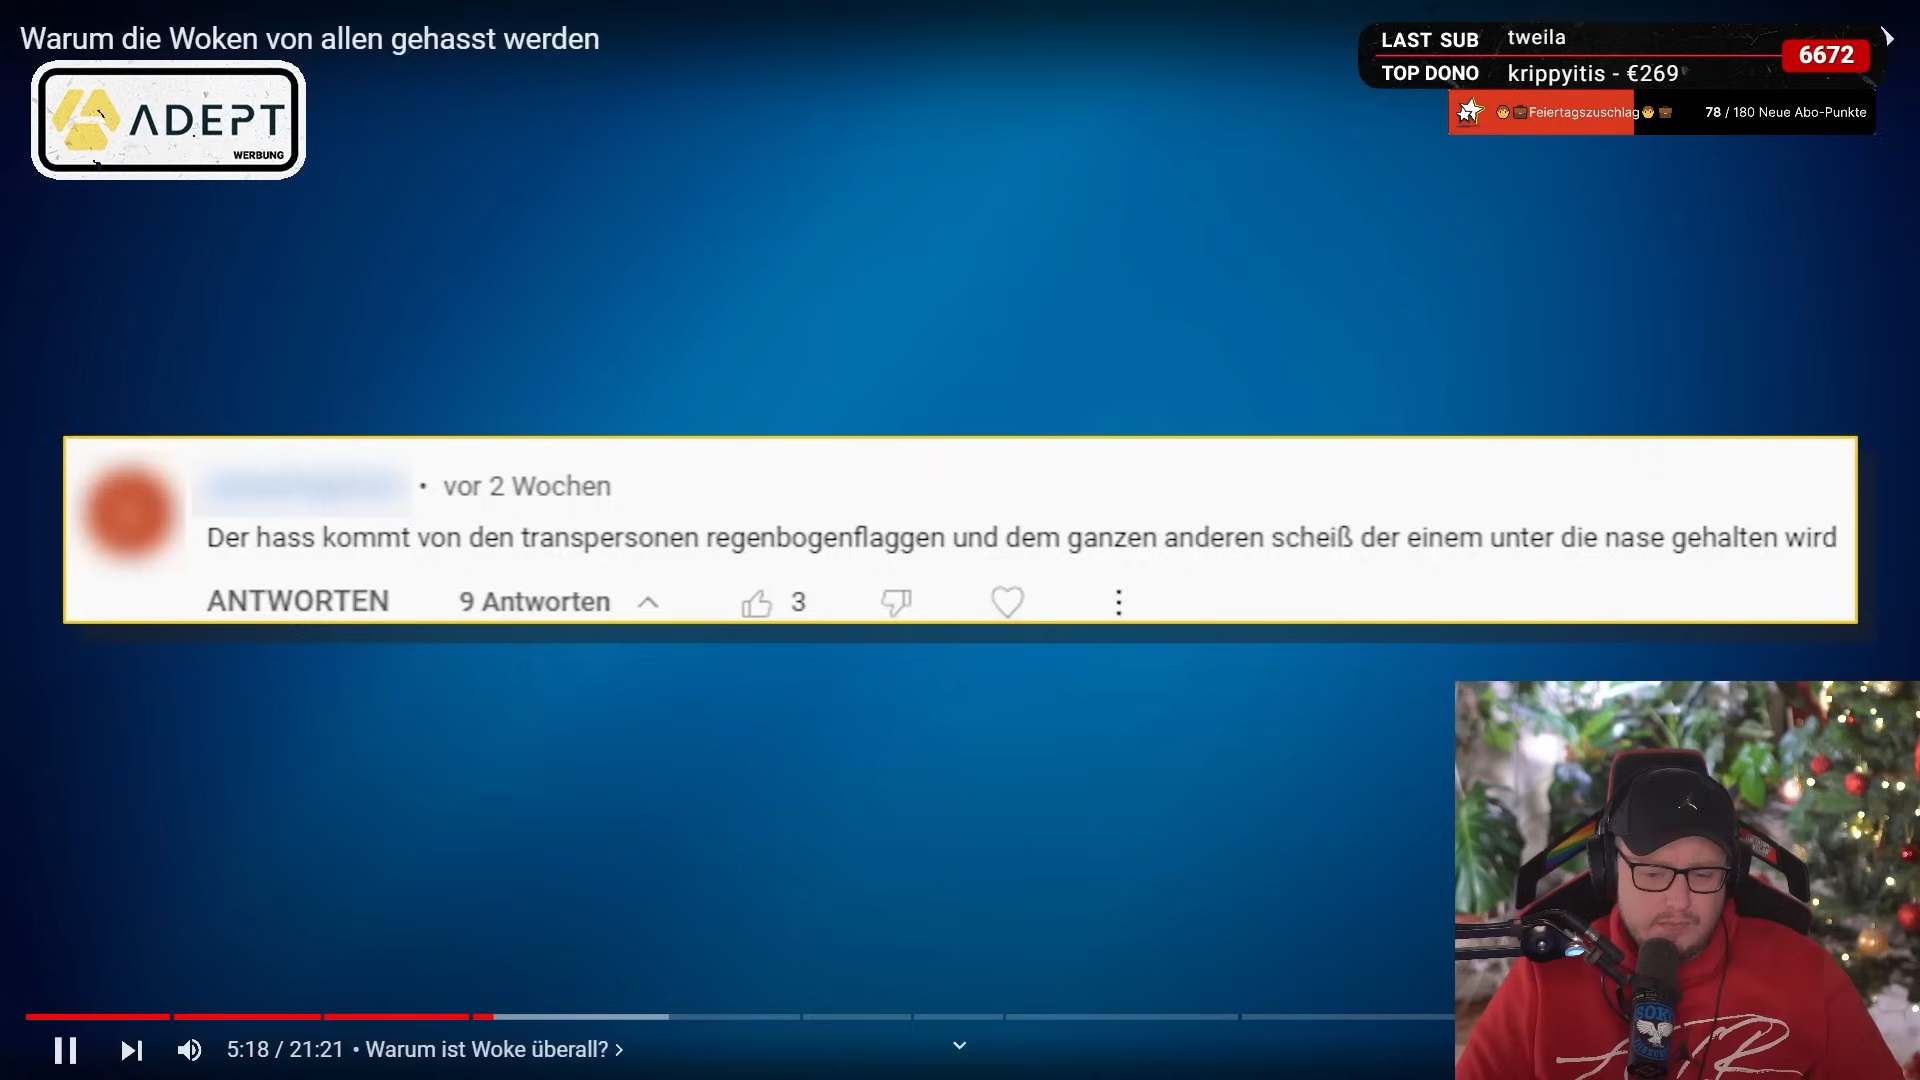 Warum die Woken von allen gehasst werden
ADEPT
WERBUNG
LAST SUB tweila
TOP DONO krippyitis - €269
6672
Feiertagszuschlag 78 / 180 Neue Abo-Punkte
• vor 2 Wochen
Der hass kommt von den transpersonen regenbogenflaggen und dem ganzen anderen scheiß der einem unter die nase gehalten wird
ANTWORTEN 9 Antworten 3
5:18 / 21:21 • Warum ist Woke überall?